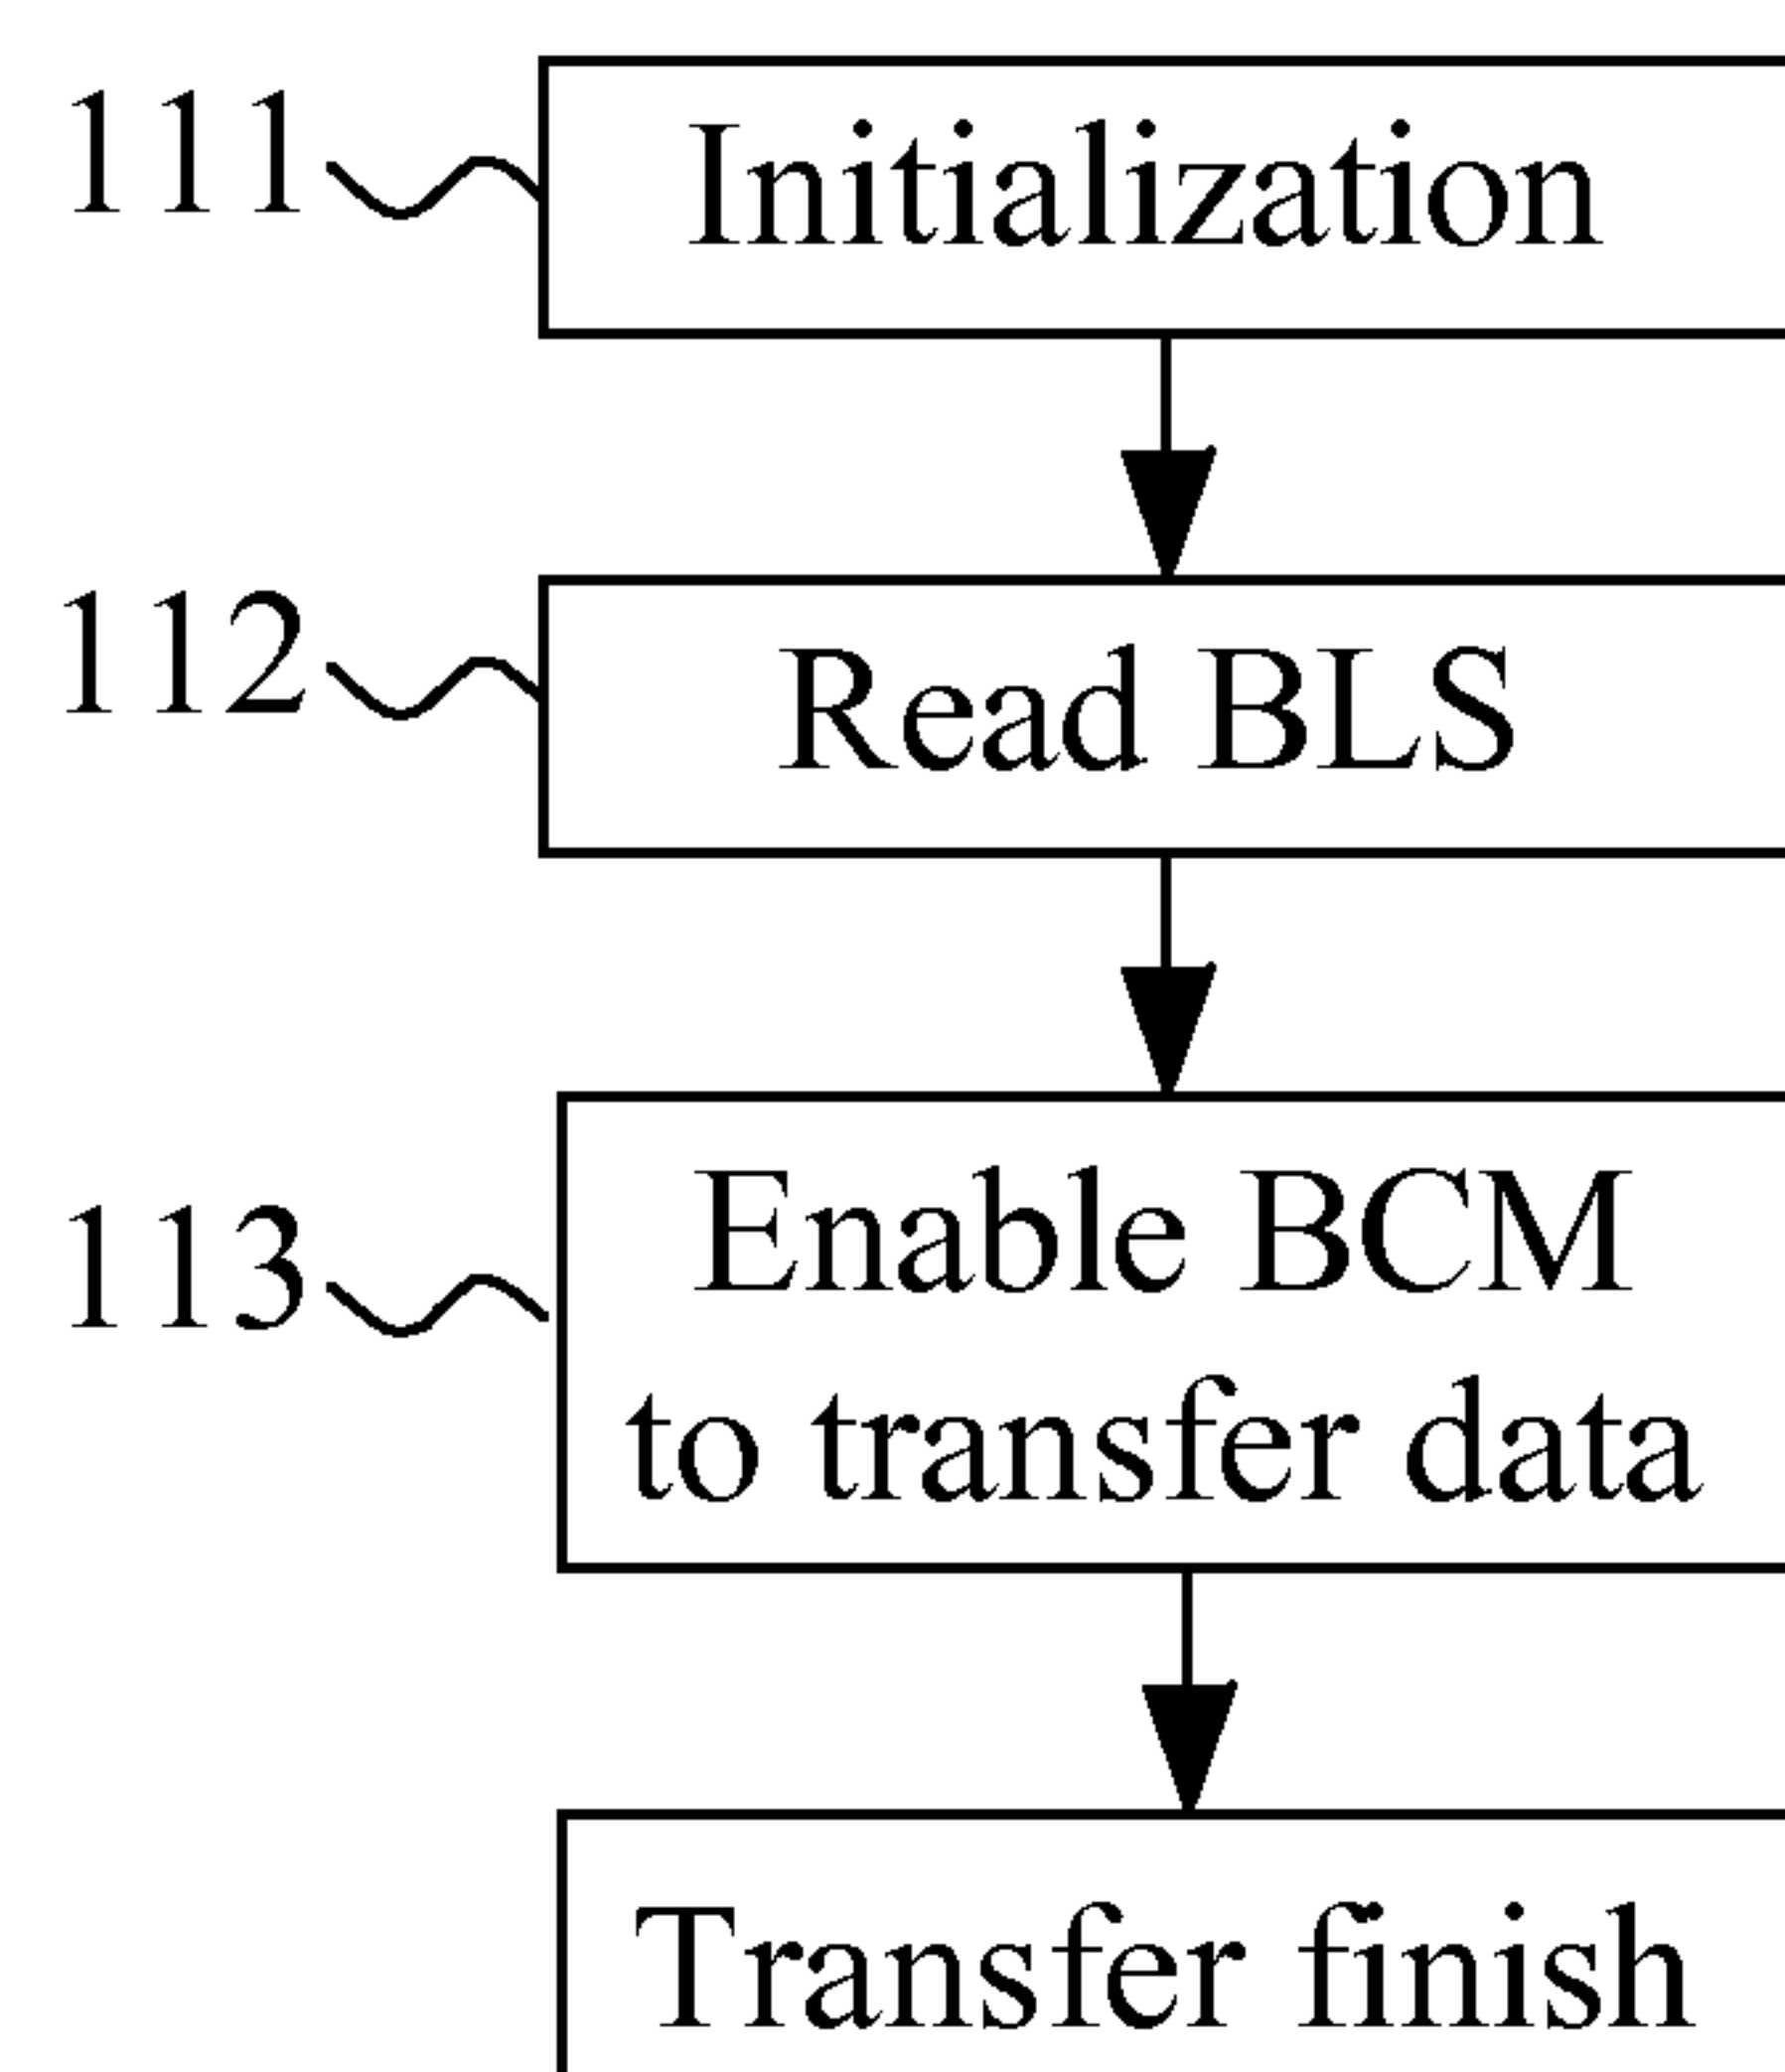 111
Initialization
112
Read BLS
113
Enable BCM
to transfer data
Transfer finish